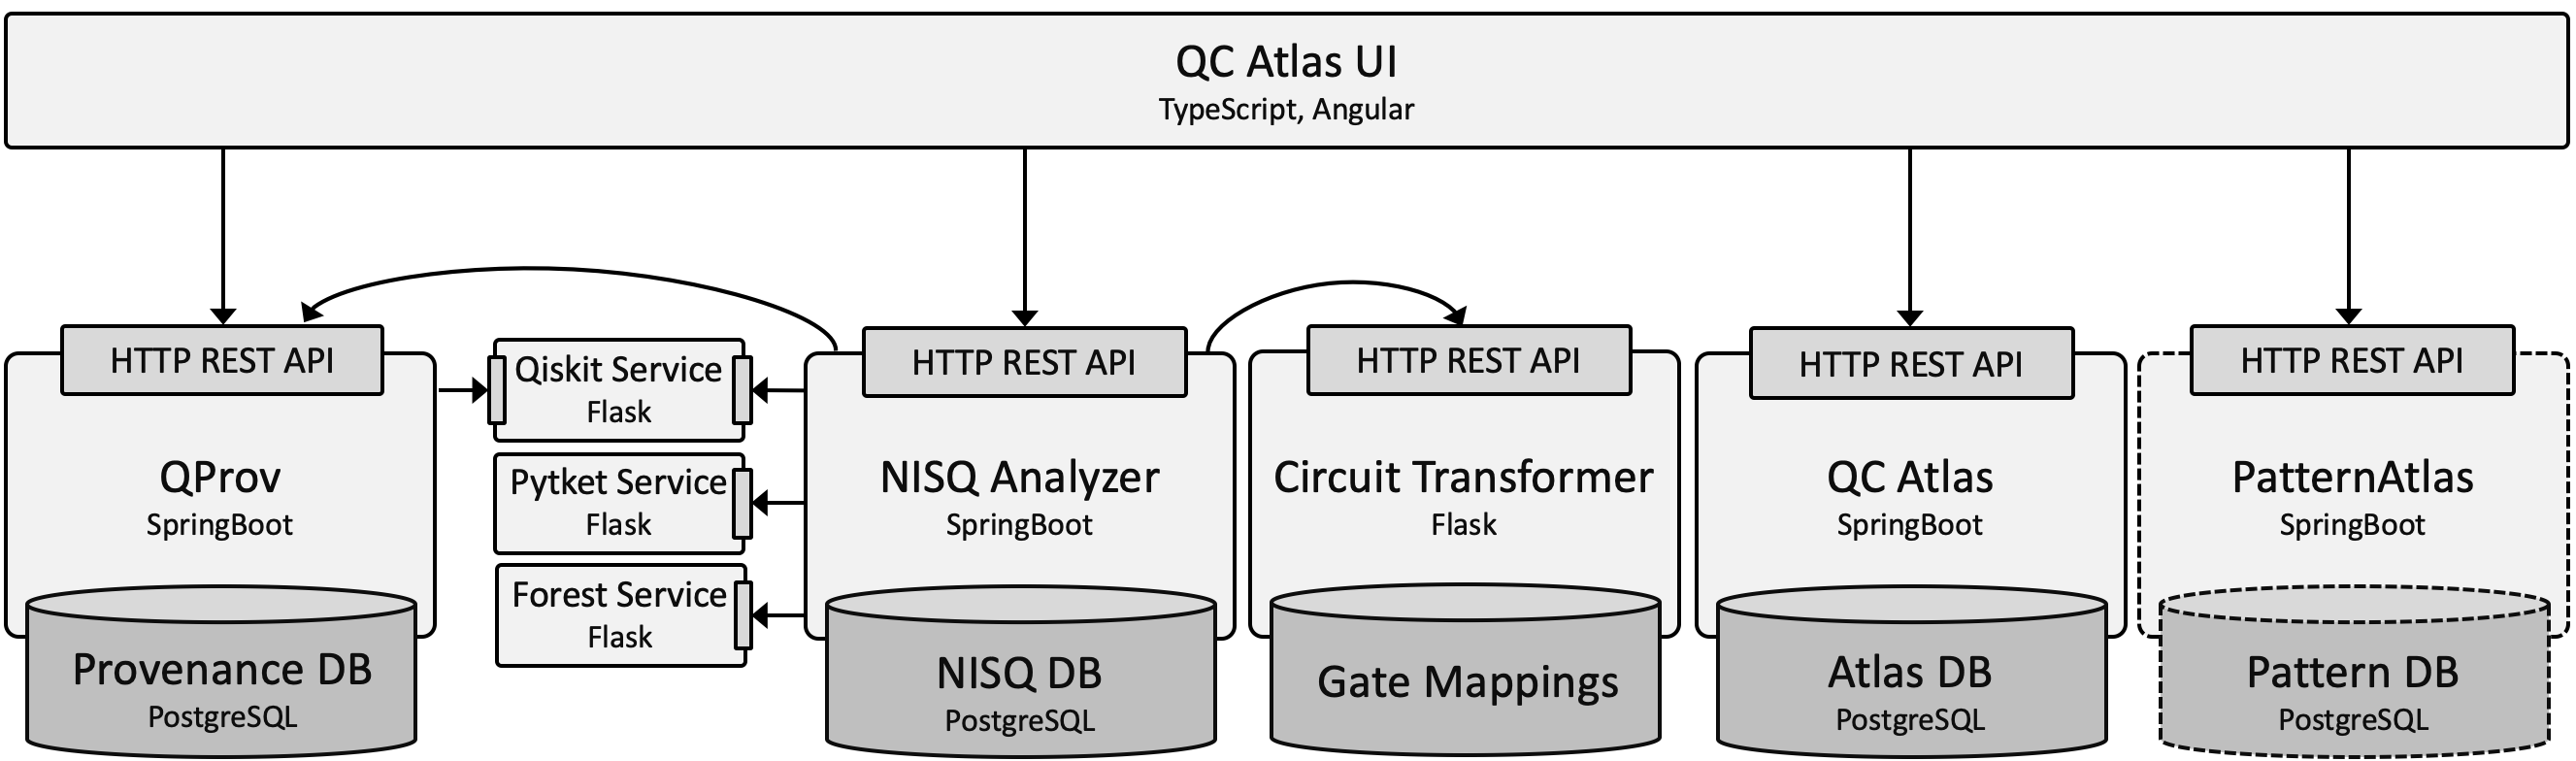 QC Atlas UI
TypeScript, Angular
HTTP REST API
QProv
SpringBoot
Provenance DB
PostgreSQL
Qiskit Service
Flask
Pytket Service
Flask
Forest Service
Flask
HTTP REST API
NISQ Analyzer
SpringBoot
NISQ DB
PostgreSQL
HTTP REST API
Circuit Transformer
Flask
Gate Mappings
HTTP REST API
QC Atlas
SpringBoot
Atlas DB
PostgreSQL
HTTP REST API
PatternAtlas
SpringBoot
Pattern DB
PostgreSQL